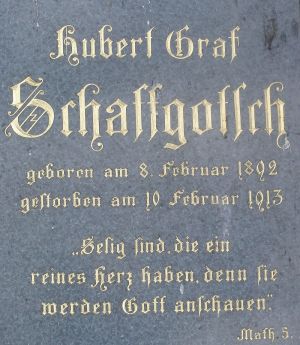 Hubert Graf
Schaffgotsch
geboren am 8. Februar 1892
gestorben am 10 Februar 1913
„Selig sind, die ein
reines Herz haben, denn sie
werden Gott anschauen."
Math. 5.